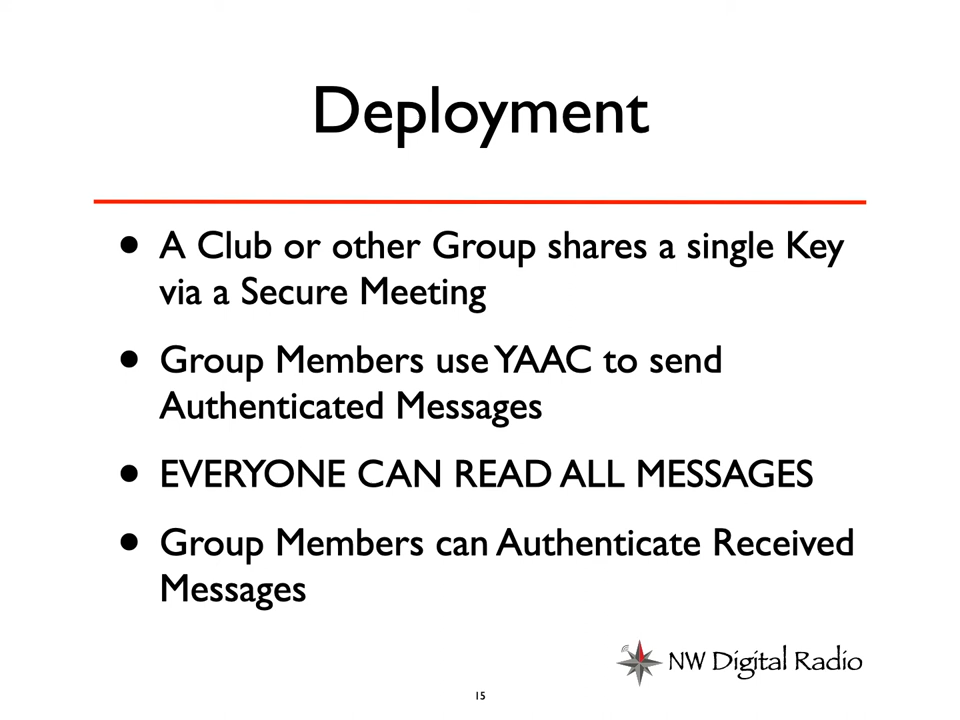 Deployment
• A Club or other Group shares a single Key
via a Secure Meeting
• Group Members use YAAC to send
Authenticated Messages
• EVERYONE CAN READ ALL MESSAGES
• Group Members can Authenticate Received
Messages
NW Digital Radio
15